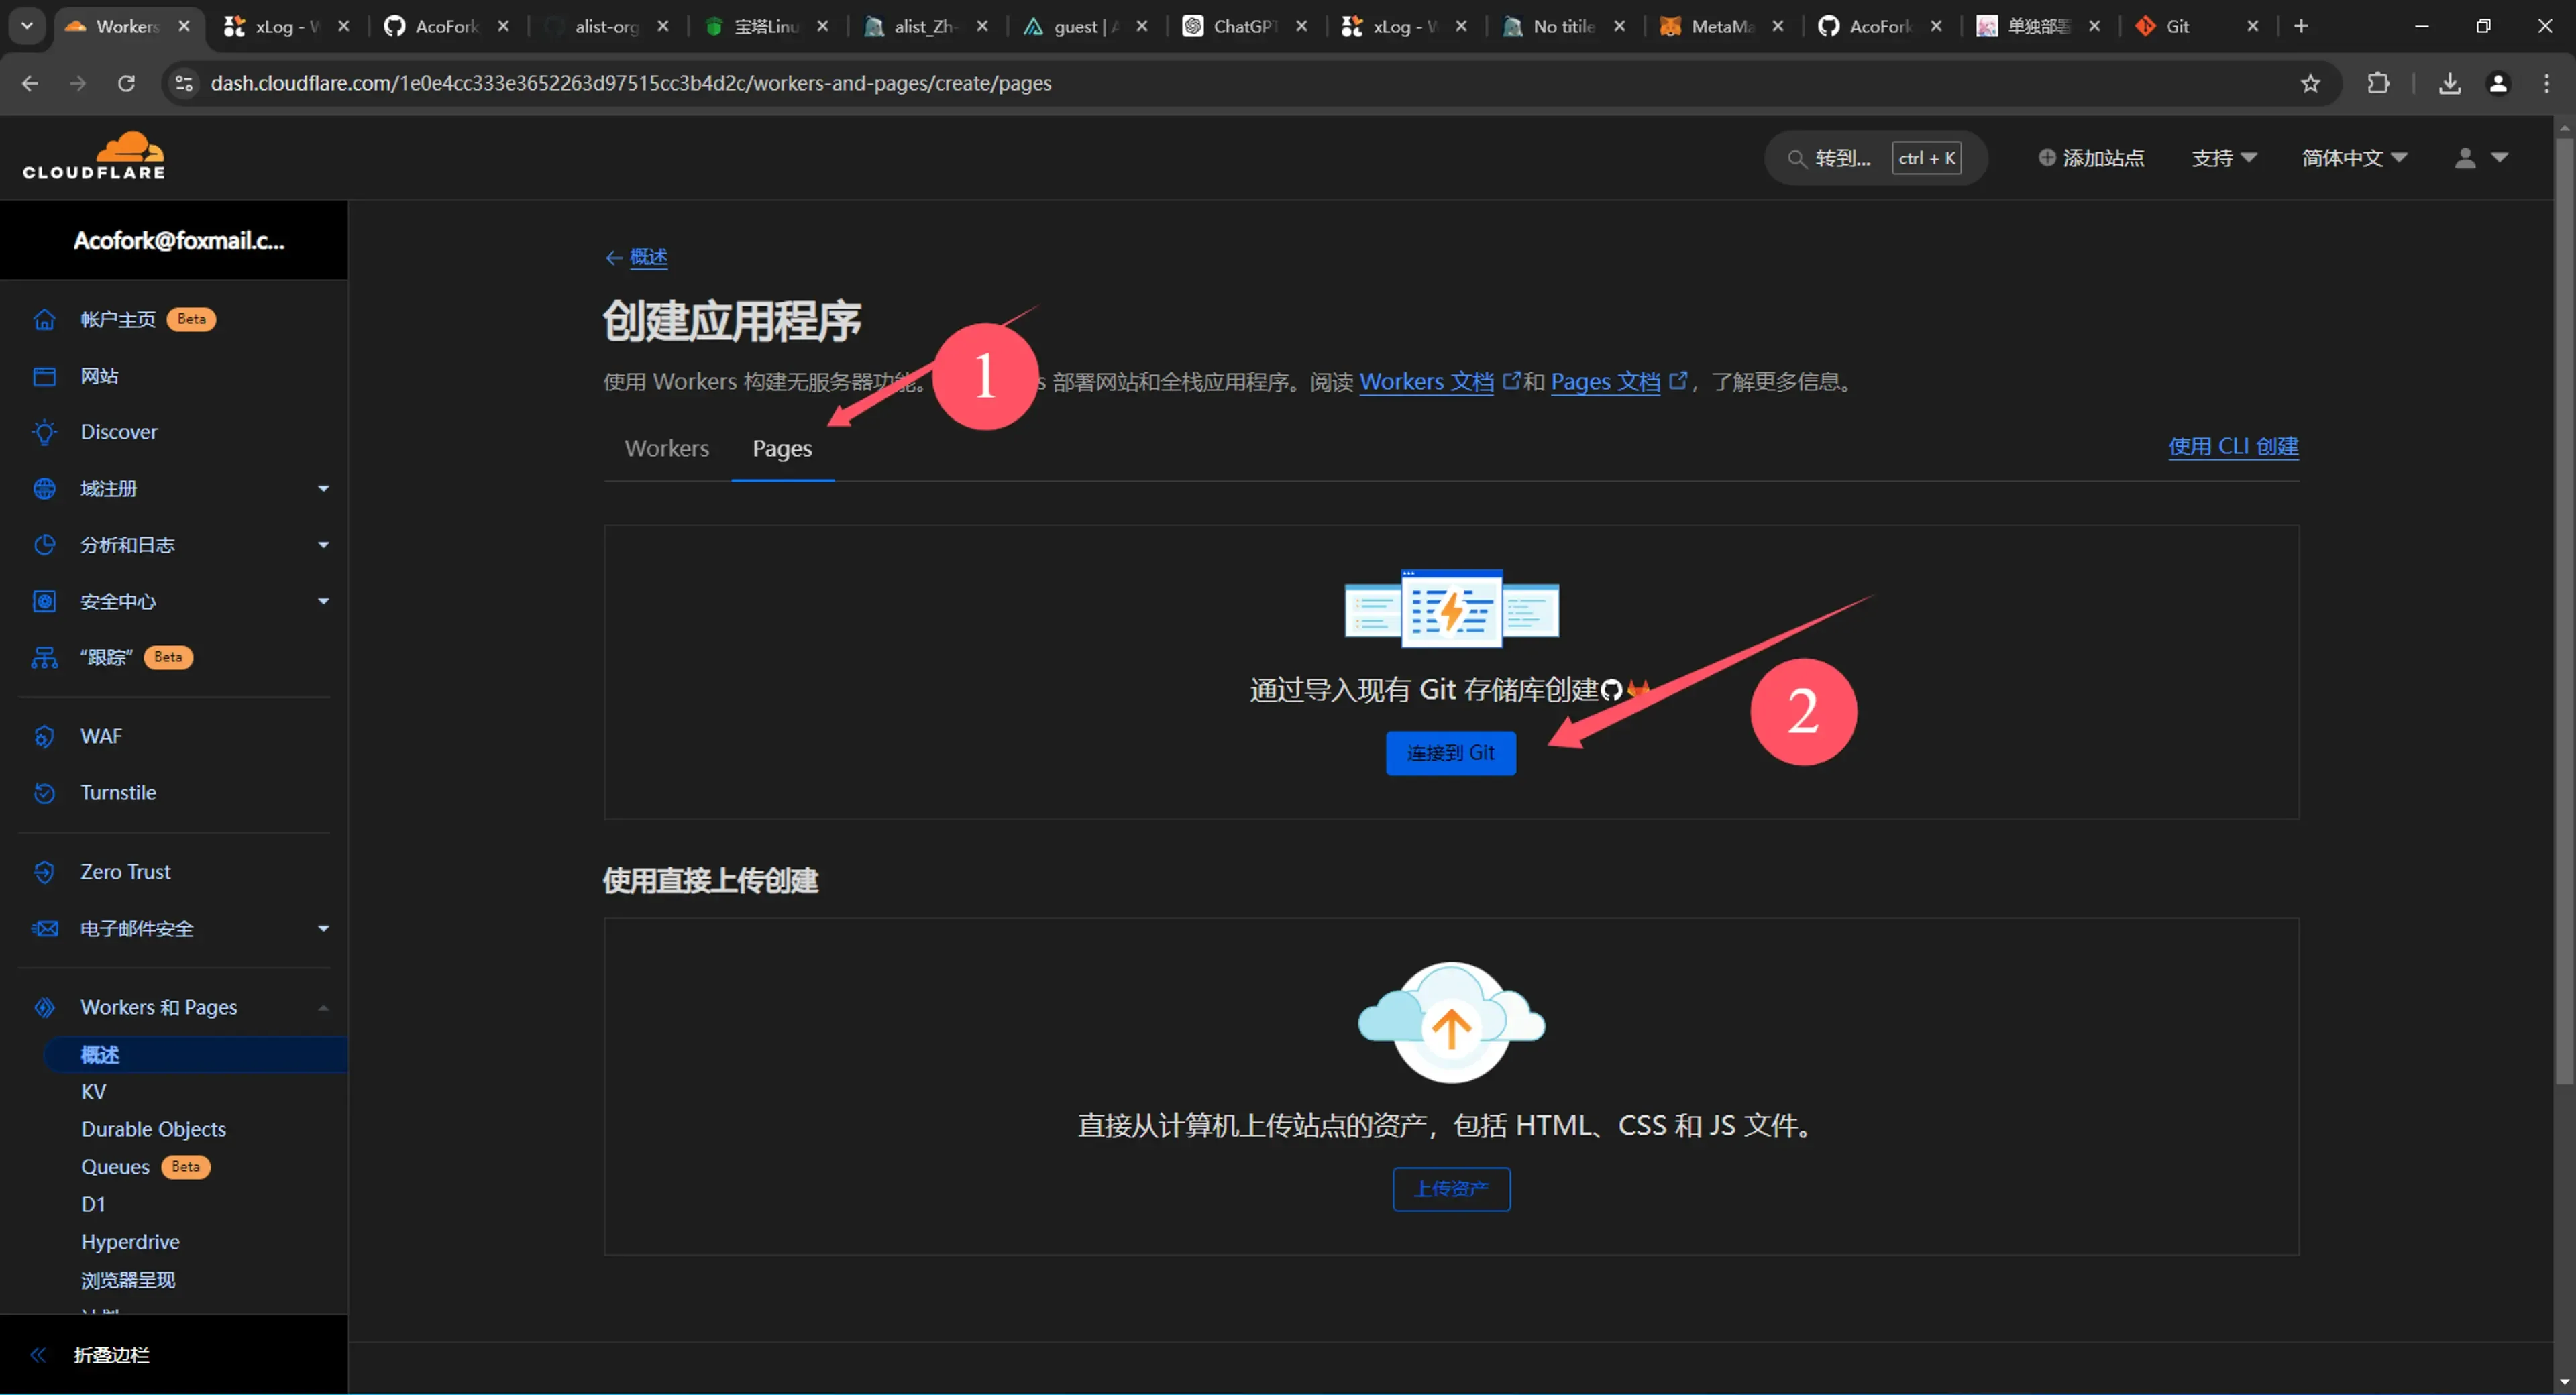 Workers
xLog - W
AcoFork
alist-org
宝塔Linu
alist_Zh-
guest | A
ChatGPT
xLog - W
No titile
MetaMa
AcoFork
单独部署
Git
dash.cloudflare.com/1e0e4cc333e3652263d97515cc3b4d2c/workers-and-pages/create/pages
CLOUDFLARE
转到... ctrl + K
添加站点
支持
简体中文
Acofork@foxmail.c...
帐户主页 Beta
网站
Discover
域注册
分析和日志
安全中心
“跟踪” Beta
WAF
Turnstile
Zero Trust
电子邮件安全
Workers 和 Pages
概述
KV
Durable Objects
Queues Beta
D1
Hyperdrive
浏览器呈现
折叠边栏
概述
创建应用程序
使用 Workers 构建无服务器功能。 s 部署网站和全栈应用程序。阅读 Workers 文档 和 Pages 文档，了解更多信息。
1
Workers
Pages
使用 CLI 创建
通过导入现有 Git 存储库创建
2
连接到 Git
使用直接上传创建
直接从计算机上传站点的资产，包括 HTML、CSS 和 JS 文件。
上传资产